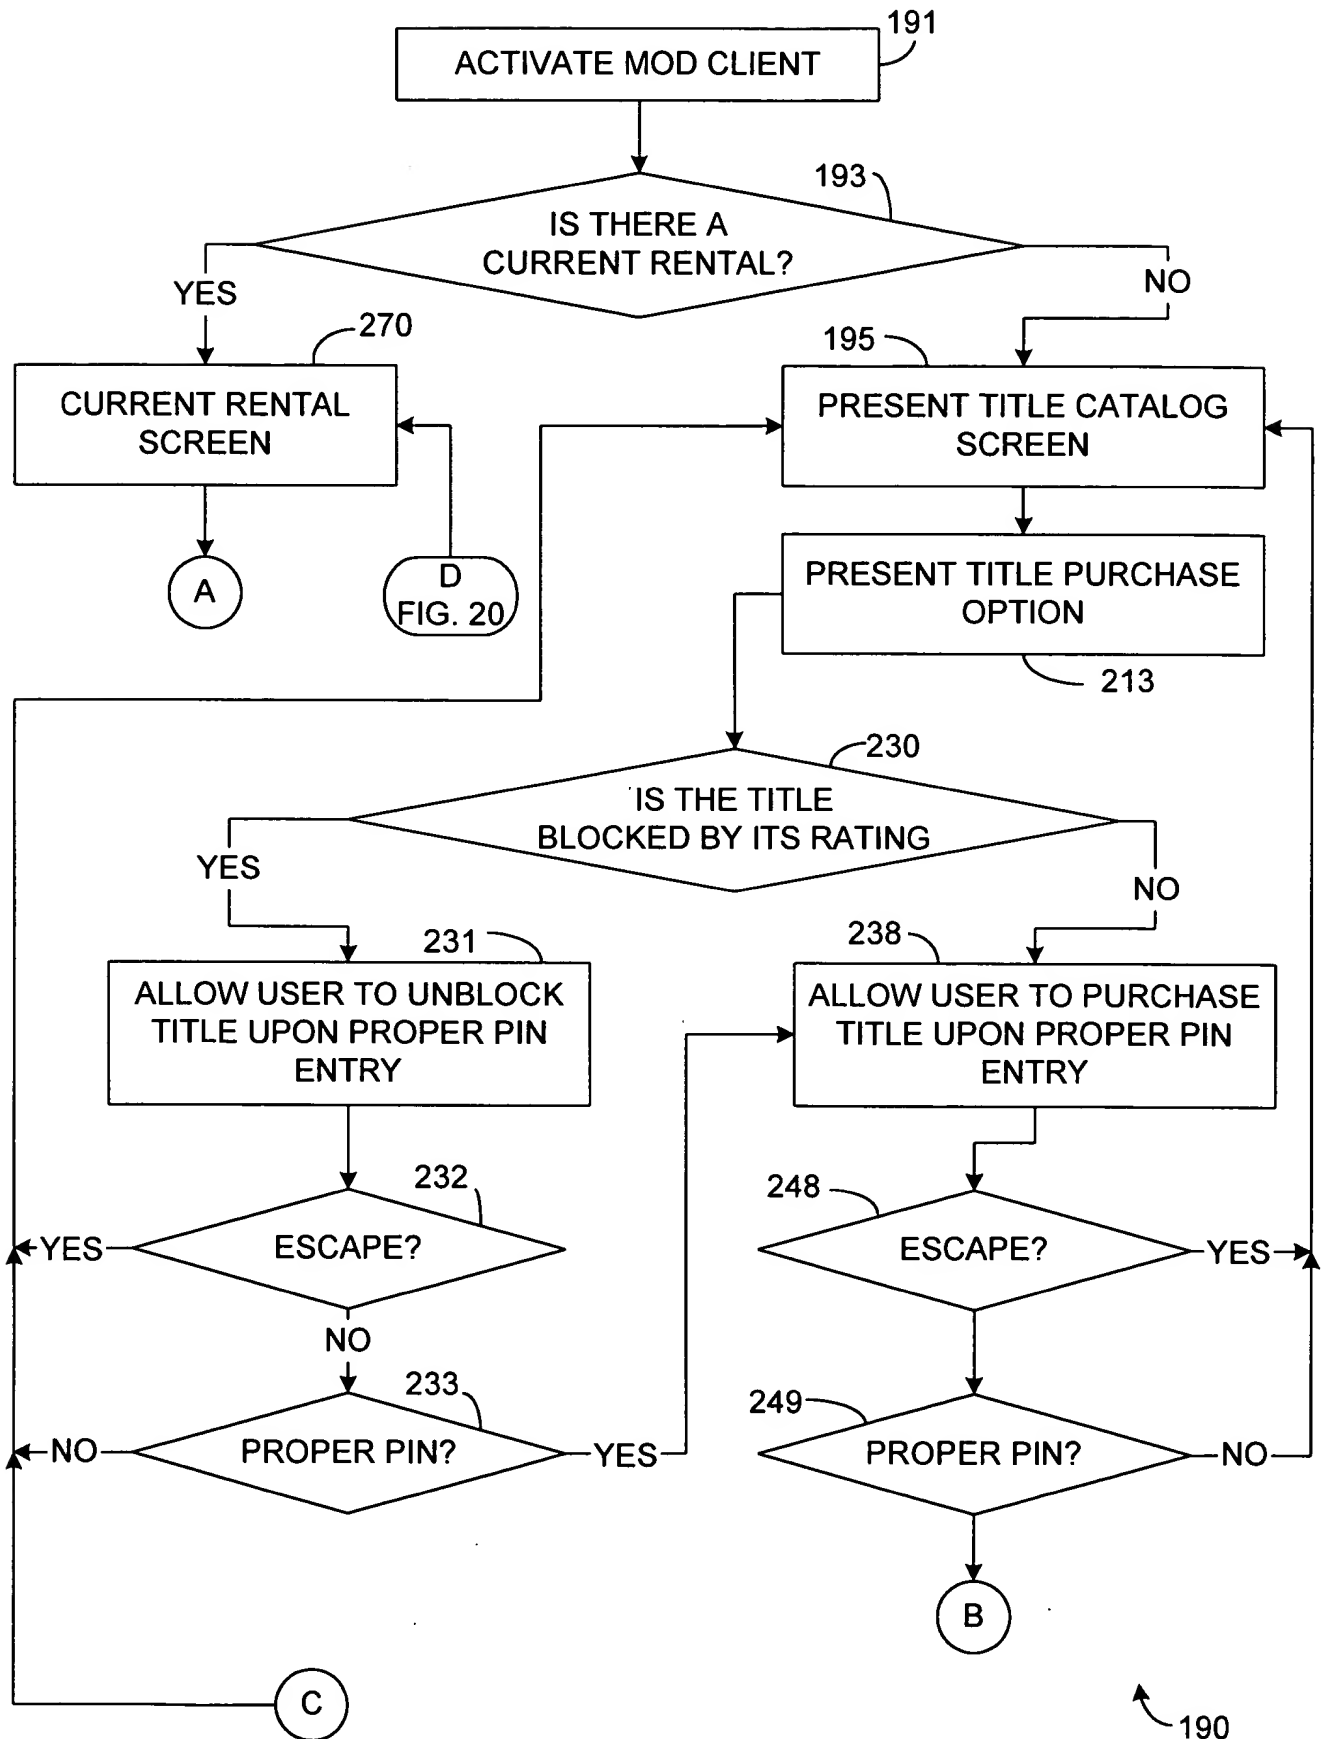 191
ACTIVATE MOD CLIENT
193
IS THERE A
CURRENT RENTAL?
YES
NO
270
195
CURRENT RENTAL
SCREEN
PRESENT TITLE CATALOG
SCREEN
A
D
FIG. 20
PRESENT TITLE PURCHASE
OPTION
213
230
IS THE TITLE
BLOCKED BY ITS RATING
YES
NO
231
238
ALLOW USER TO UNBLOCK
TITLE UPON PROPER PIN
ENTRY
ALLOW USER TO PURCHASE
TITLE UPON PROPER PIN
ENTRY
232
248
YES
ESCAPE?
ESCAPE?
YES
NO
233
249
NO
PROPER PIN?
YES
PROPER PIN?
NO
B
C
190